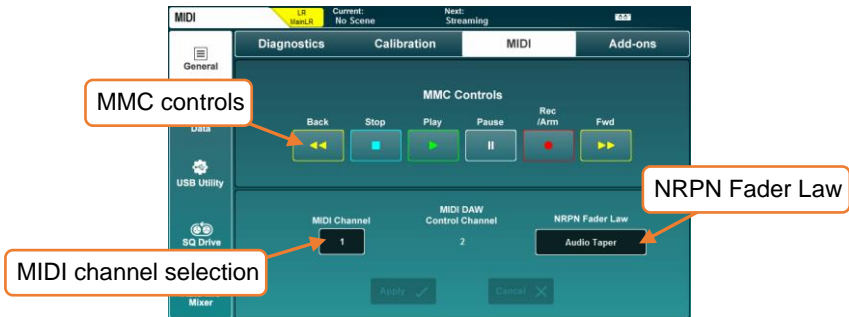 MIDI
LR
MainLR
Current:
No Scene
Next:
Streaming
Diagnostics
Calibration
MIDI
Add-ons
General
MMC controls
MMC Controls
Back
Stop
Play
Pause
Rec
/Arm
Fwd
Data
USB Utility
NRPN Fader Law
MIDI Channel
MIDI DAW
Control Channel
NRPN Fader Law
SQ Drive
1
2
Audio Taper
MIDI channel selection
Apply
Cancel
Mixer